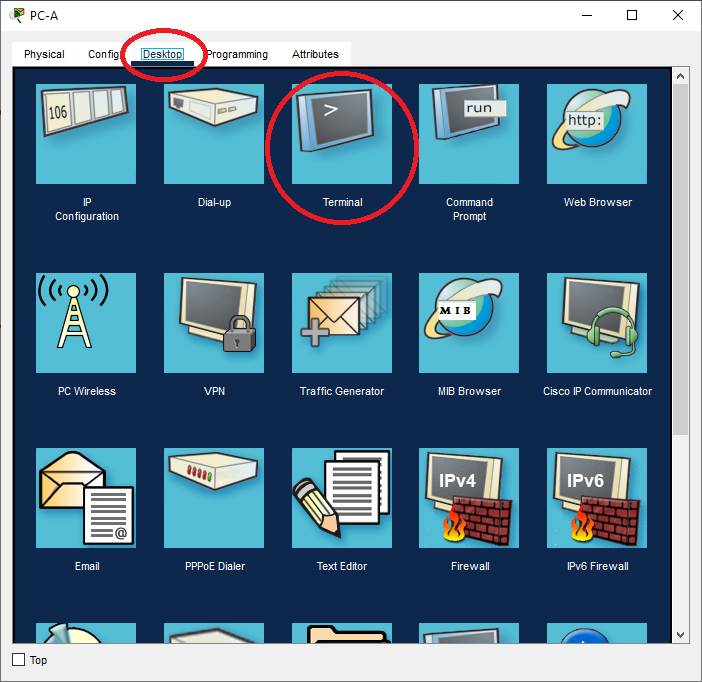 PC-A
Physical Config Desktop Programming Attributes
106
>
run
http:
IP
Configuration
Dial-up
Terminal
Command
Prompt
Web Browser
MIB
PC Wireless
VPN
Traffic Generator
MIB Browser
Cisco IP Communicator
@
IPv4
IPv6
Email
PPPoE Dialer
Text Editor
Firewall
IPv6 Firewall
Top